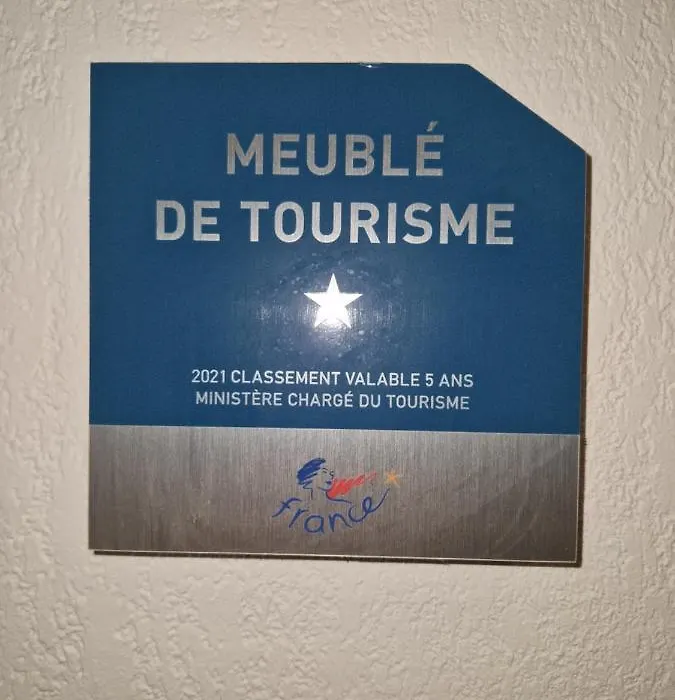 MEUBLÉ
DE TOURISME
2021 CLASSEMENT VALABLE 5 ANS
MINISTÈRE CHARGÉ DU TOURISME
france